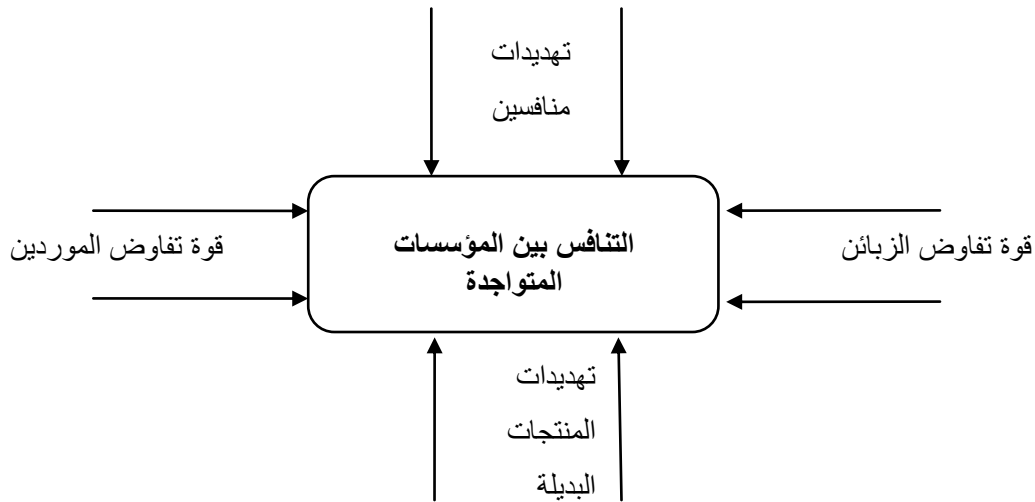 تهديدات
منافسين
التنافس بين المؤسسات
المتواجدة
قوة تفاوض الزبائن
قوة تفاوض الموردين
تهديدات
المنتجات
البديلة